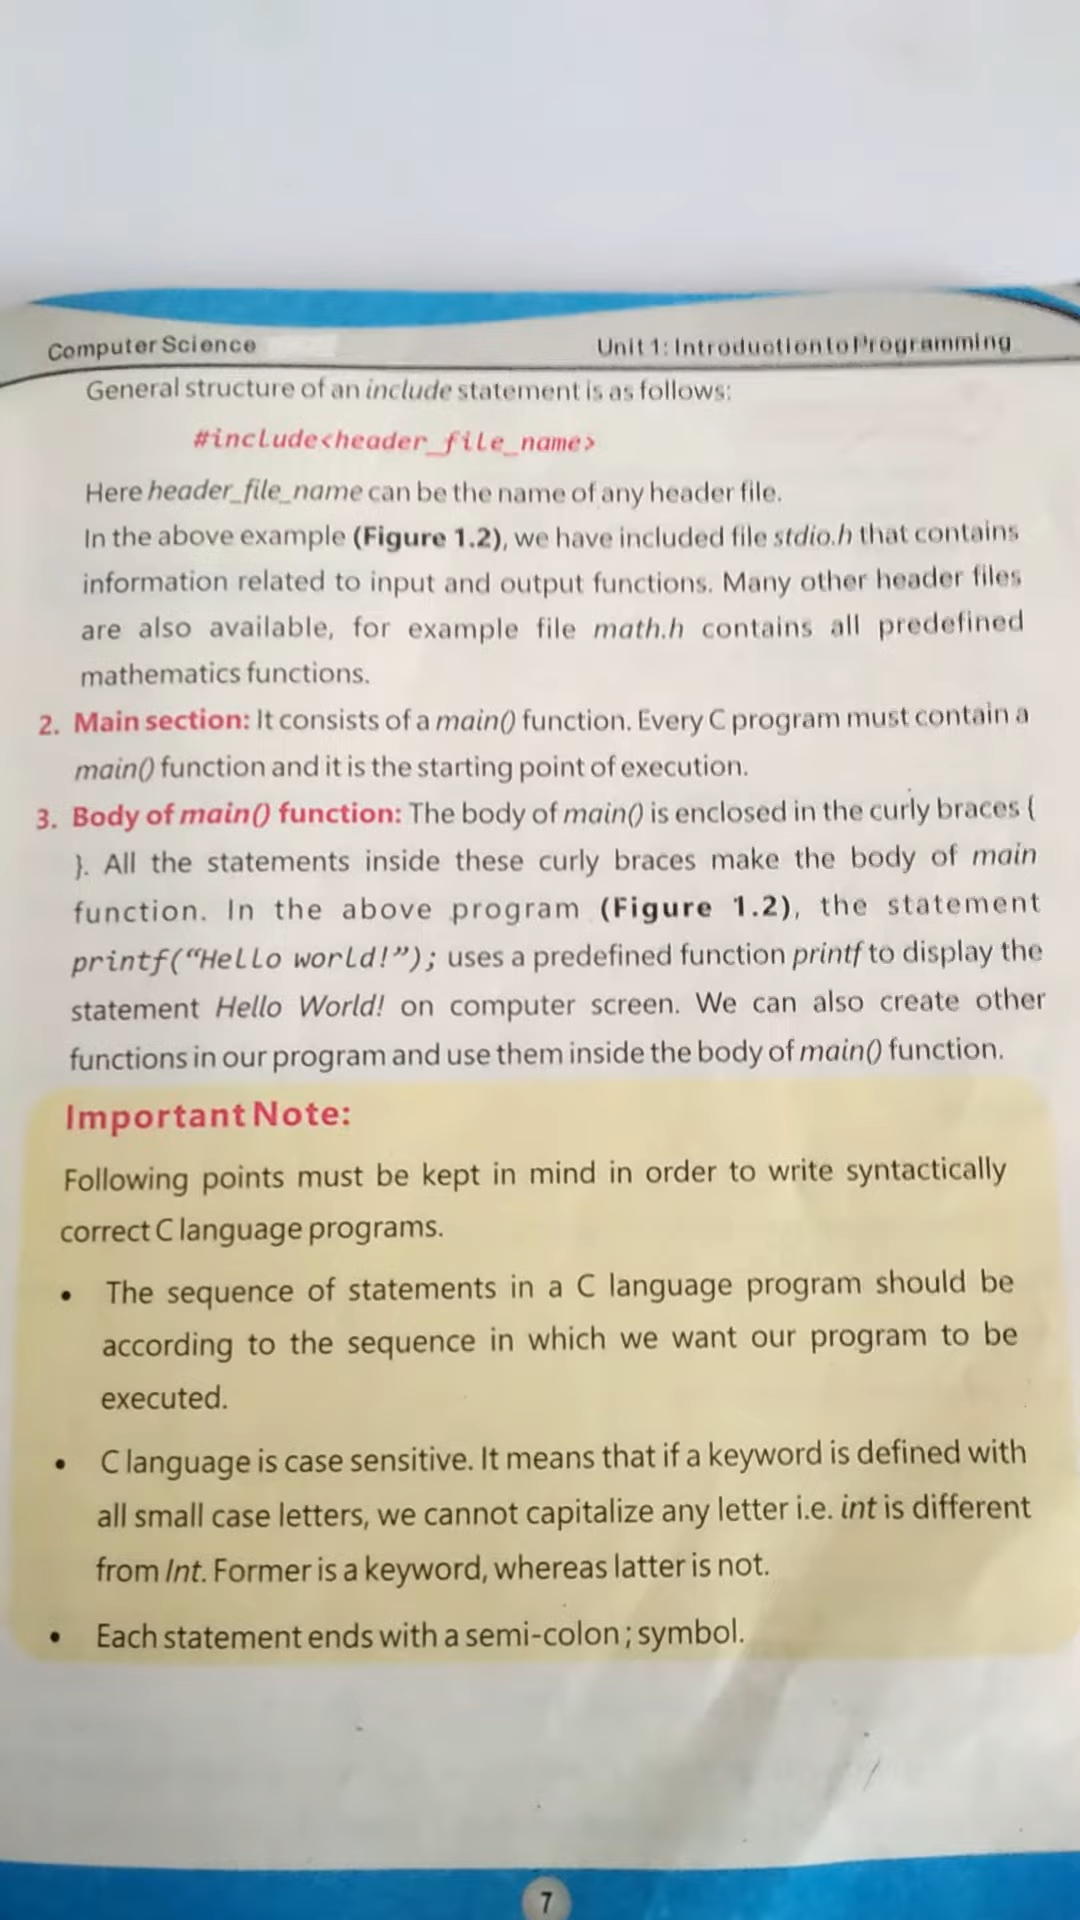 Computer Science
Unit 1: Introduction to Programming
General structure of an include statement is as follows:
#include<header_file_name>
Here header_file_name can be the name of any header file.
In the above example (Figure 1.2), we have included file stdio.h that contains
information related to input and output functions. Many other header files
are also available, for example file math.h contains all predefined
mathematics functions.
2. Main section: It consists of a main() function. Every C program must contain a
main() function and it is the starting point of execution.
3. Body of main() function: The body of main() is enclosed in the curly braces {
}. All the statements inside these curly braces make the body of main
function. In the above program (Figure 1.2), the statement
printf(“Hello world!”); uses a predefined function printf to display the
statement Hello World! on computer screen. We can also create other
functions in our program and use them inside the body of main() function.
Important Note:
Following points must be kept in mind in order to write syntactically
correct C language programs.
• The sequence of statements in a C language program should be
according to the sequence in which we want our program to be
executed.
• C language is case sensitive. It means that if a keyword is defined with
all small case letters, we cannot capitalize any letter i.e. int is different
from Int. Former is a keyword, whereas latter is not.
• Each statement ends with a semi-colon ; symbol.
7